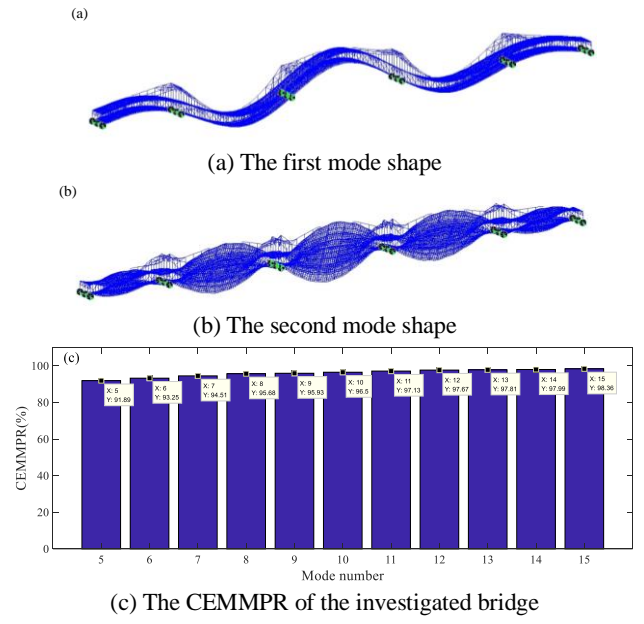 (a)
(a) The first mode shape
(b)
(b) The second mode shape
(c)
CEMMPR(%)
100
80
60
40
20
0
X: 5
Y: 91.89
X: 6
Y: 93.25
X: 7
Y: 94.51
X: 8
Y: 95.68
X: 9
Y: 95.93
X: 10
Y: 96.5
X: 11
Y: 97.13
X: 12
Y: 97.67
X: 13
Y: 97.81
X: 14
Y: 97.99
X: 15
Y: 98.36
5 6 7 8 9 10 11 12 13 14 15
Mode number
(c) The CEMMPR of the investigated bridge